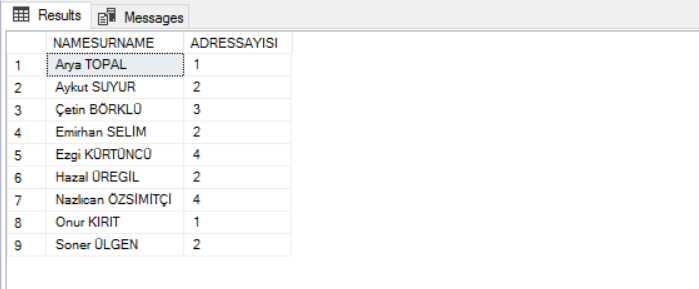 Results Messages
NAMESURNAME ADRESSAYISI
1 Arya TOPAL 1
2 Aykut SUYUR 2
3 Çetin BÖRKLÜ 3
4 Emirhan SELİM 2
5 Ezgi KÜRTÜNCÜ 4
6 Hazal ÜREGİL 2
7 Nazlıcan ÖZSİMİTÇİ 4
8 Onur KIRIT 1
9 Soner ÜLGEN 2